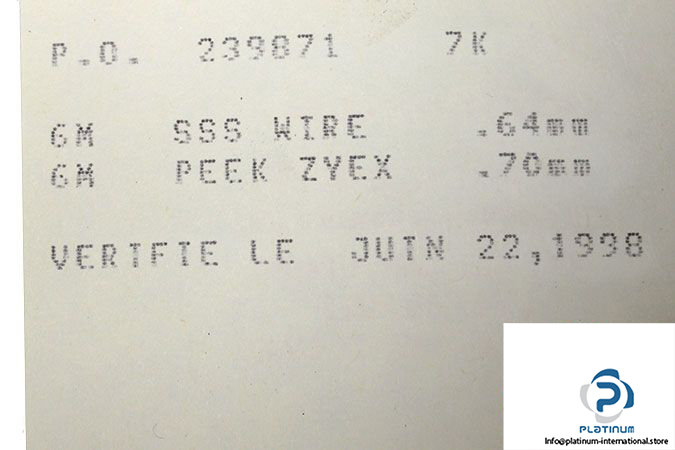 P.O. 239871 7K
6M SSS WIRE .64mm
6M PEEK ZYEX .70mm
VERIFIE LE JUIN 22,1998
PLATINUM
Info@platinum-international.store